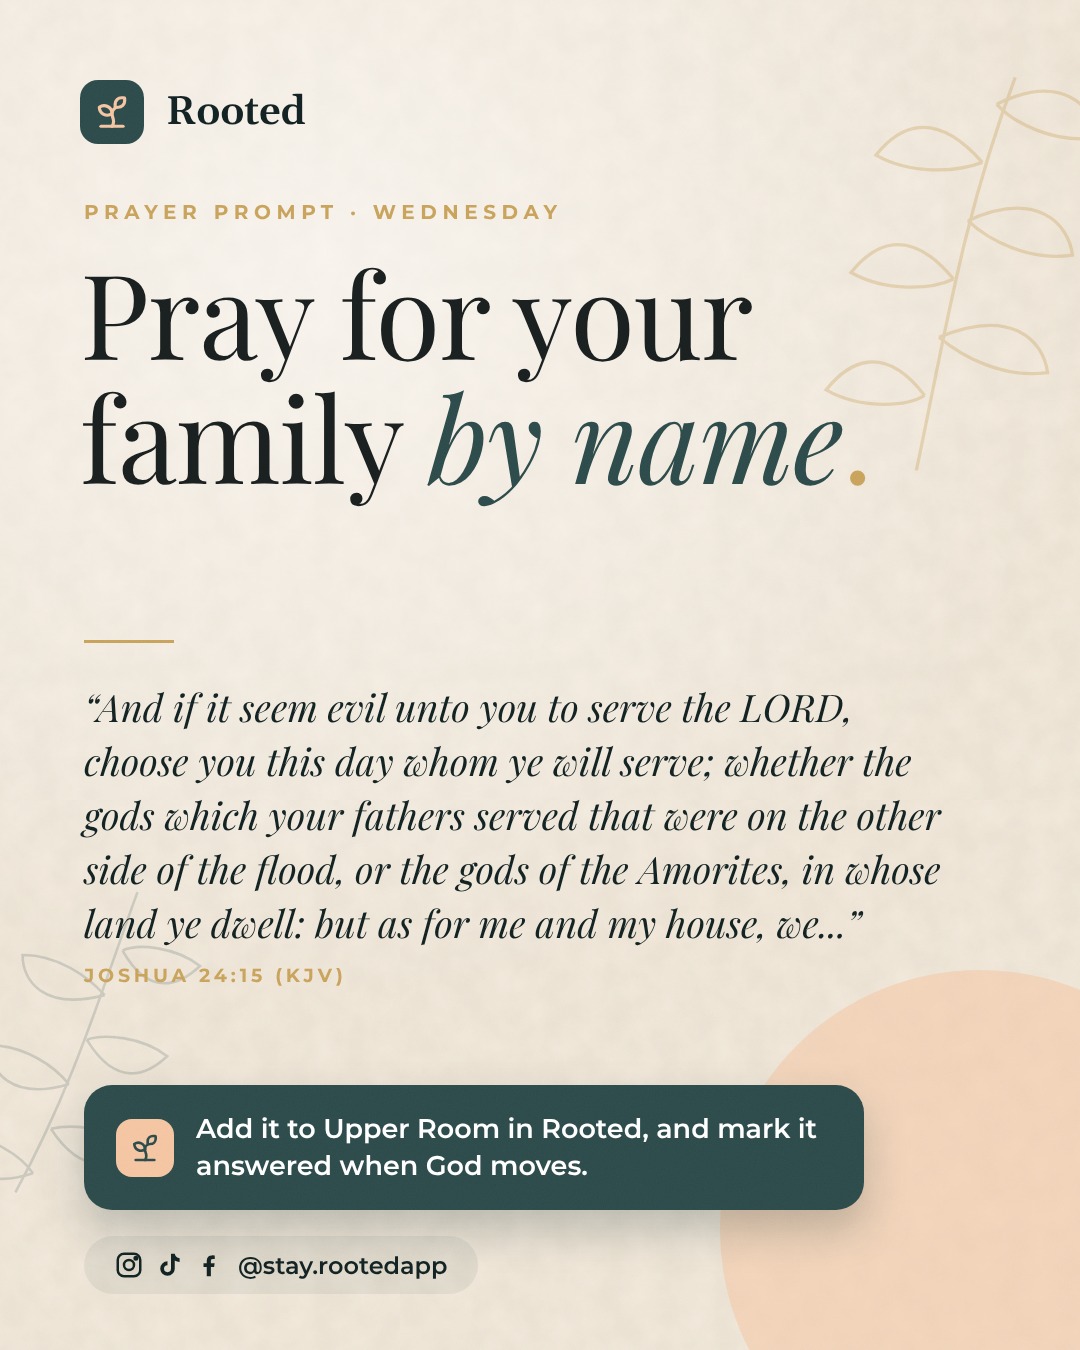 Rooted
PRAYER PROMPT · WEDNESDAY
Pray for your
family by name.
“And if it seem evil unto you to serve the LORD,
choose you this day whom ye will serve; whether the
gods which your fathers served that were on the other
side of the flood, or the gods of the Amorites, in whose
land ye dwell: but as for me and my house, we...”
JOSHUA 24:15 (KJV)
Add it to Upper Room in Rooted, and mark it
answered when God moves.
@stay.rootedapp